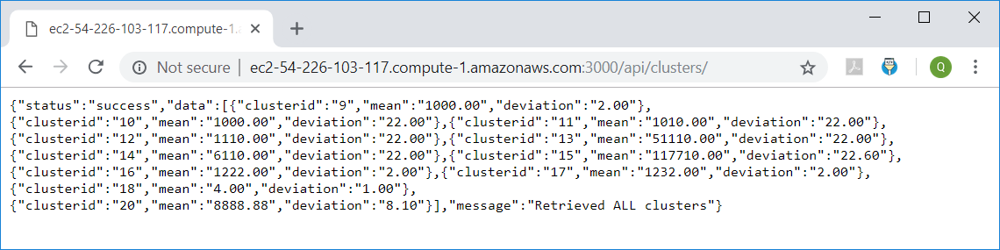 ec2-54-226-103-117.compute-1.a
Not secure | ec2-54-226-103-117.compute-1.amazonaws.com:3000/api/clusters/
Q
{"status":"success","data":[{"clusterid":"9","mean":"1000.00","deviation":"2.00"},
{"clusterid":"10","mean":"1000.00","deviation":"22.00"},{"clusterid":"11","mean":"1010.00","deviation":"22.00"},
{"clusterid":"12","mean":"1110.00","deviation":"22.00"},{"clusterid":"13","mean":"51110.00","deviation":"22.00"},
{"clusterid":"14","mean":"6110.00","deviation":"22.00"},{"clusterid":"15","mean":"117710.00","deviation":"22.60"},
{"clusterid":"16","mean":"1222.00","deviation":"2.00"},{"clusterid":"17","mean":"1232.00","deviation":"2.00"},
{"clusterid":"18","mean":"4.00","deviation":"1.00"},
{"clusterid":"20","mean":"8888.88","deviation":"8.10"}],"message":"Retrieved ALL clusters"}